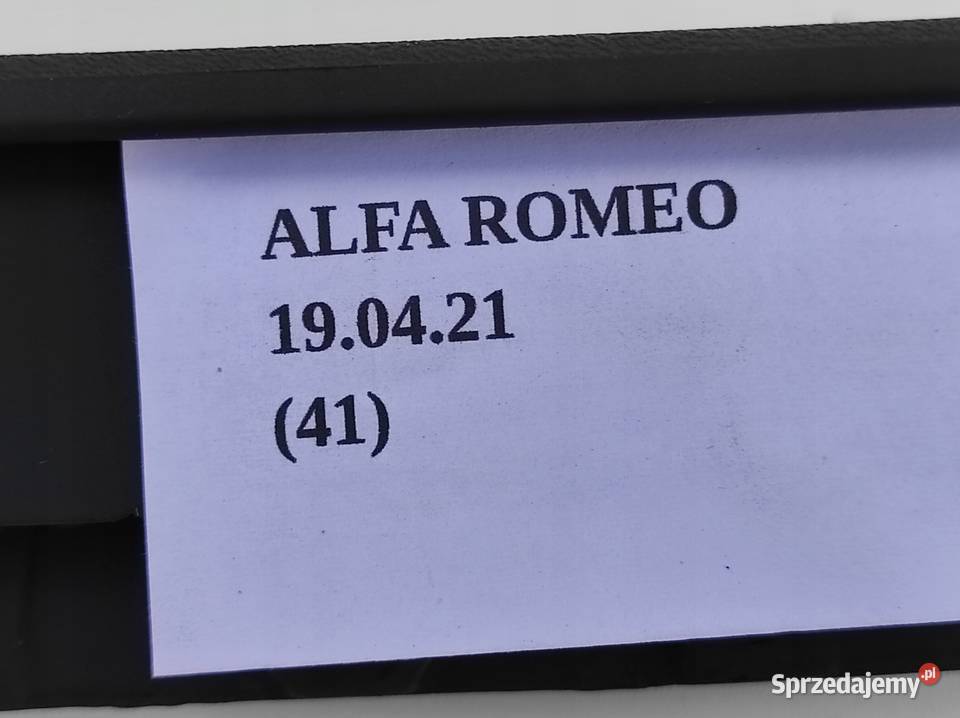 ALFA ROMEO
19.04.21
(41)
Sprzedajemy.pl